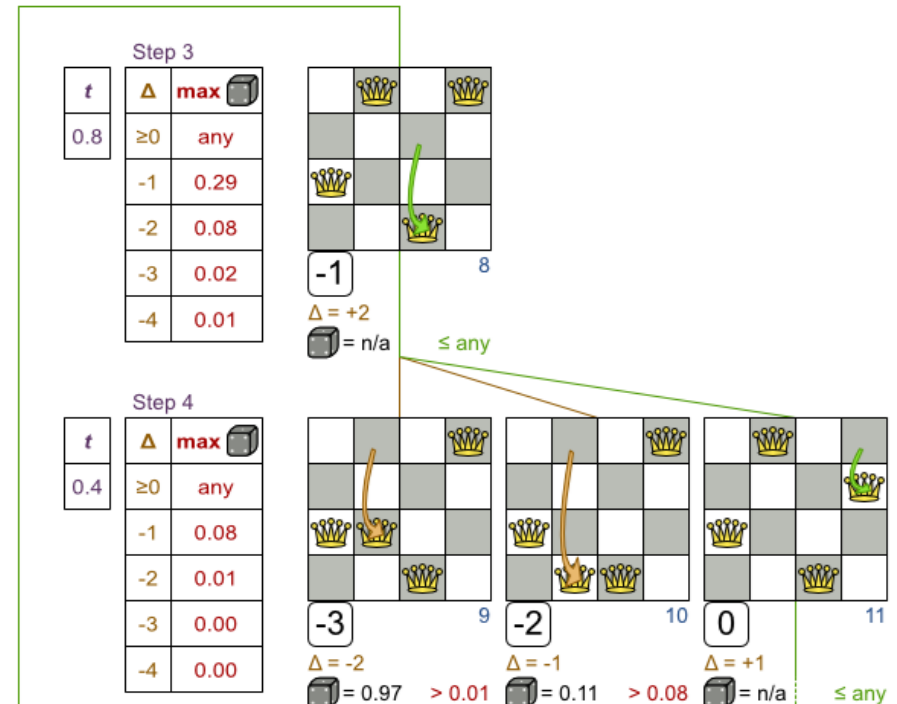 Step 3
t Δ max
0.8 ≥0 any
-1 0.29
-2 0.08
-3 0.02
-4 0.01
-1 8
Δ = +2
= n/a ≤ any
Step 4
t Δ max
0.4 ≥0 any
-1 0.08
-2 0.01
-3 0.00
-4 0.00
-3 9 -2 10 0 11
Δ = -2 Δ = -1 Δ = +1
= 0.97 > 0.01 = 0.11 > 0.08 = n/a ≤ any